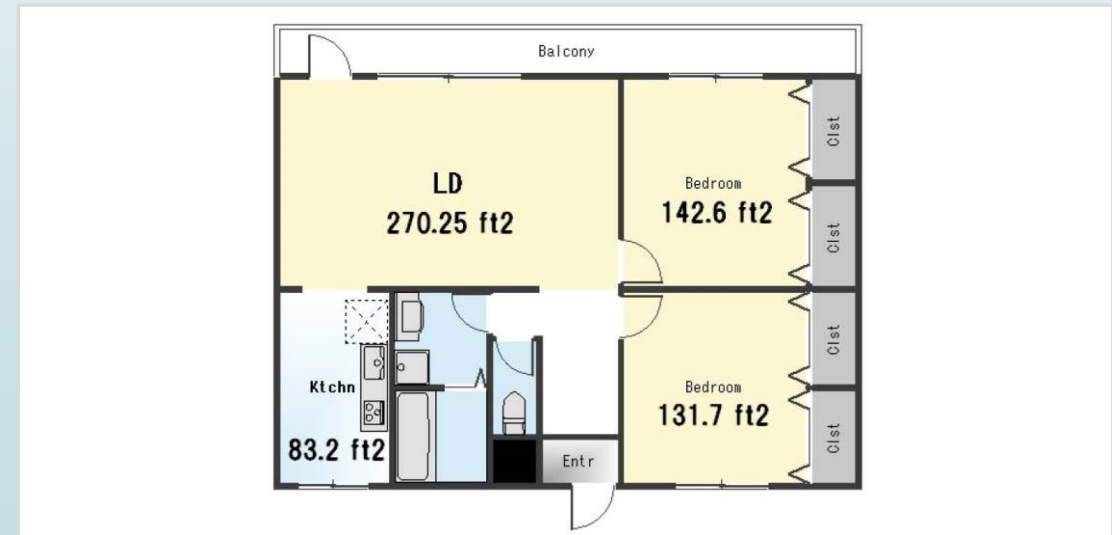 Balcony
LD
270.25 ft2
Bedroom
142.6 ft2
Clst
Clst
Ktchn
83.2 ft2
Entr
Bedroom
131.7 ft2
Clst
Clst